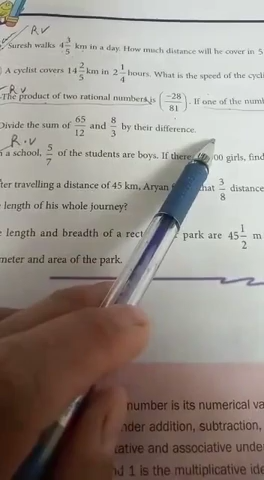 R V
Suresh walks 4 3/5 km in a day. How much distance will he cover in 5
A cyclist covers 14 2/5 km in 2 1/4 hours. What is the speed of the cycli
R V
The product of two rational numbers is (-28/81). If one of the num
Divide the sum of 65/12 and 8/3 by their difference.
R.V
a school, 5/7 of the students are boys. If there 00 girls, find
ter travelling a distance of 45 km, Aryan that 3/8 distance
length of his whole journey?
e length and breadth of a rect park are 45 1/2 m
meter and area of the park.
number is its numerical va
nder addition, subtraction,
tative and associative unde
nd 1 is the multiplicative ide